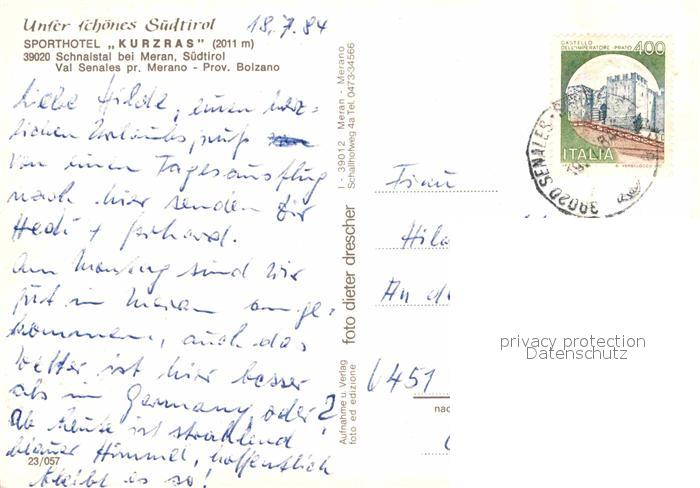 Unser schönes Südtirol
18.7.84
SPORTHOTEL „KURZRAS" (2011 m)
39020 Schnalstal bei Meran, Südtirol
Val Senales pr. Merano - Prov. Bolzano
Liebe Hilde, einen herz-
lichen Urlaubsgruß
von einem Tagesausflug
nach hier senden Dir
Hedi + Gerhard.
Am Montag sind wir
gut in Meran ange-
kommen, auch das
Wetter ist hier besser
als in Germany, oder?
Ab heute ist strahlend
blauer Himmel, hoffentlich
bleibt es so!
23/057
I - 39012 Meran - Merano
Schallhofweg 4a Tel. 0473-34566
foto dieter drescher
Aufnahme u. Verlag
foto ed edizione
CASTELLO
DELL'IMPERATORE - PRATO
400
ITALIA
39020 SENALES
Frau
Hil
An d
6451
nac
privacy protection
Datenschutz